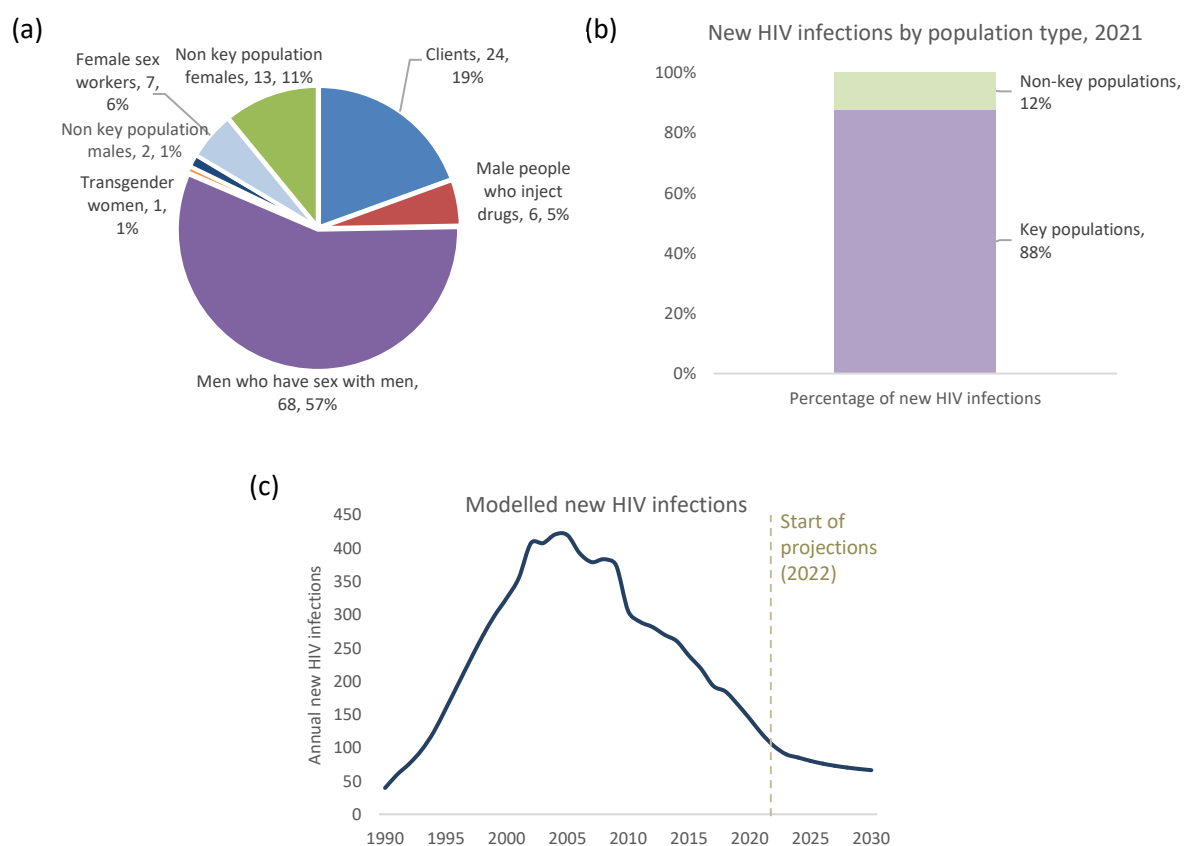 (a)
Female sex
workers, 7,
6%
Non key population
females, 13, 11%
Clients, 24,
19%
Non key population
males, 2, 1%
Transgender
women, 1,
1%
Male people
who inject
drugs, 6, 5%
Men who have sex with men,
68, 57%
(b)
New HIV infections by population type, 2021
100%
80%
60%
40%
20%
0%
Non-key populations,
12%
Key populations,
88%
Percentage of new HIV infections
(c)
Modelled new HIV infections
Annual new HIV infections
450
400
350
300
250
200
150
100
50
0
Start of
projections
(2022)
1990 1995 2000 2005 2010 2015 2020 2025 2030